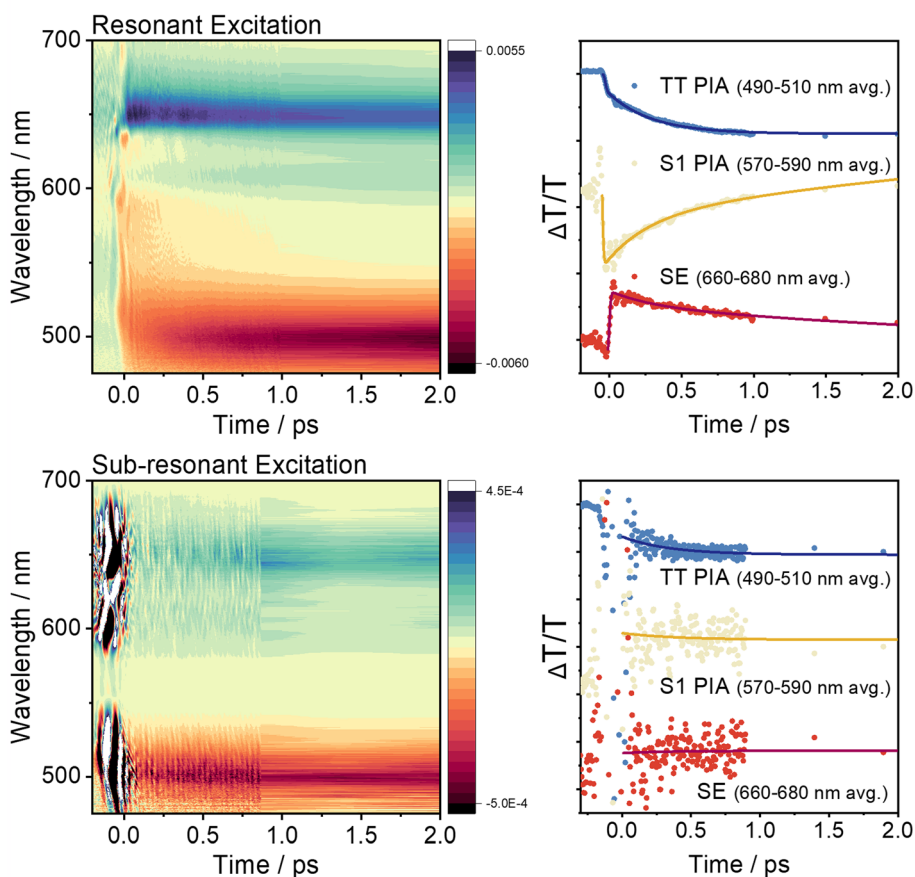 Resonant Excitation
700
600
500
Wavelength / nm
0.0 0.5 1.0 1.5 2.0
Time / ps
0.0055
-0.0060
TT PIA (490-510 nm avg.)
S1 PIA (570-590 nm avg.)
SE (660-680 nm avg.)
ΔT/T
0.0 0.5 1.0 1.5 2.0
Time / ps
Sub-resonant Excitation
700
600
500
Wavelength / nm
0.0 0.5 1.0 1.5 2.0
Time / ps
4.5E-4
-5.0E-4
TT PIA (490-510 nm avg.)
S1 PIA (570-590 nm avg.)
SE (660-680 nm avg.)
ΔT/T
0.0 0.5 1.0 1.5 2.0
Time / ps